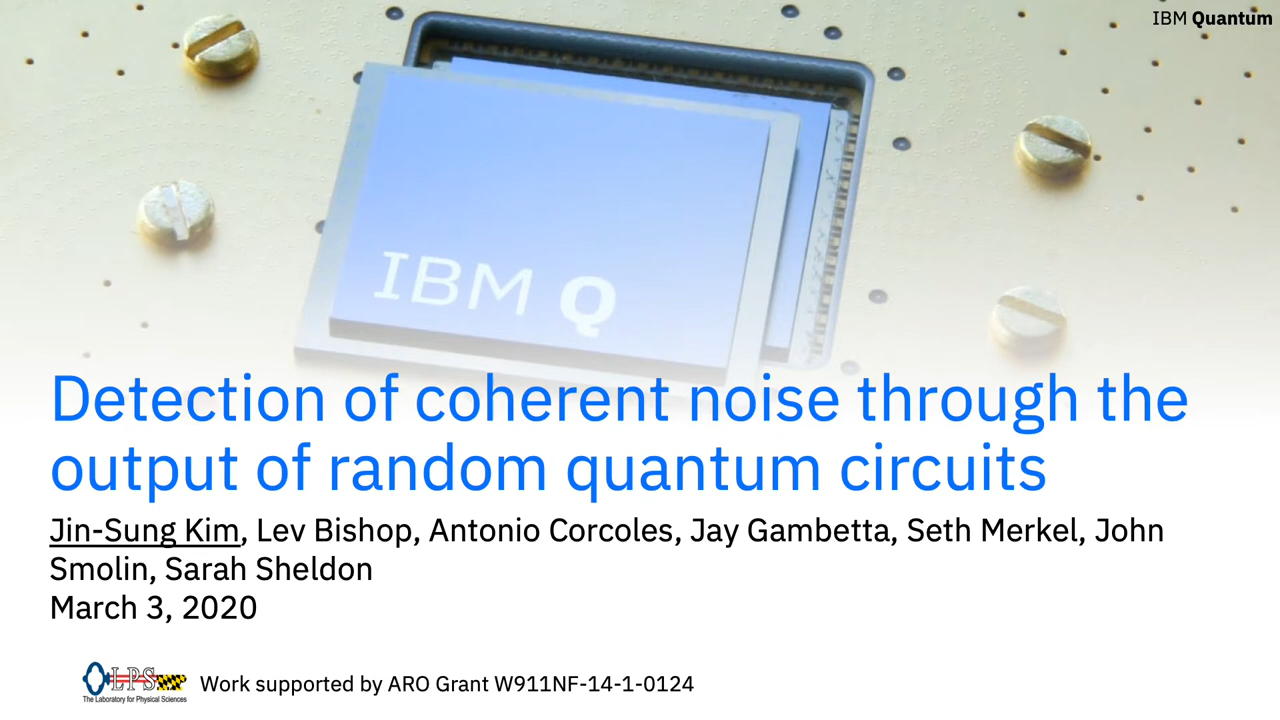 IBM Quantum
IBM Q
Detection of coherent noise through the
output of random quantum circuits
Jin-Sung Kim, Lev Bishop, Antonio Corcoles, Jay Gambetta, Seth Merkel, John
Smolin, Sarah Sheldon
March 3, 2020
LPS
The Laboratory for Physical Sciences
Work supported by ARO Grant W911NF-14-1-0124